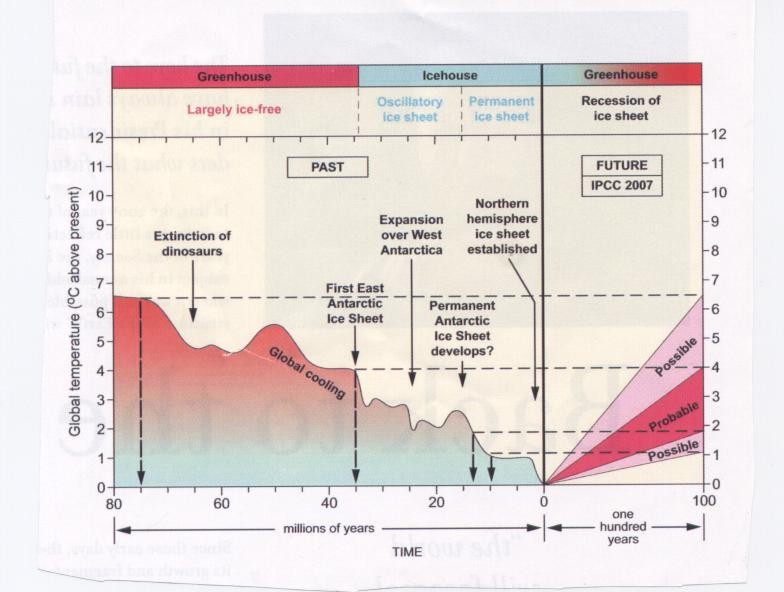 Greenhouse
Icehouse
Greenhouse
Largely ice-free
Oscillatory
ice sheet
Permanent
ice sheet
Recession of
ice sheet
PAST
FUTURE
IPCC 2007
Global temperature (ºC above present)
12
11
10
9
8
7
6
5
4
3
2
1
0
Extinction of
dinosaurs
Global cooling
First East
Antarctic
Ice Sheet
Expansion
over West
Antarctica
Permanent
Antarctic
Ice Sheet
develops?
Northern
hemisphere
ice sheet
established
Possible
Probable
Possible
12
11
10
9
8
7
6
5
4
3
2
1
0
80
60
40
20
0
100
millions of years
one
hundred
years
TIME